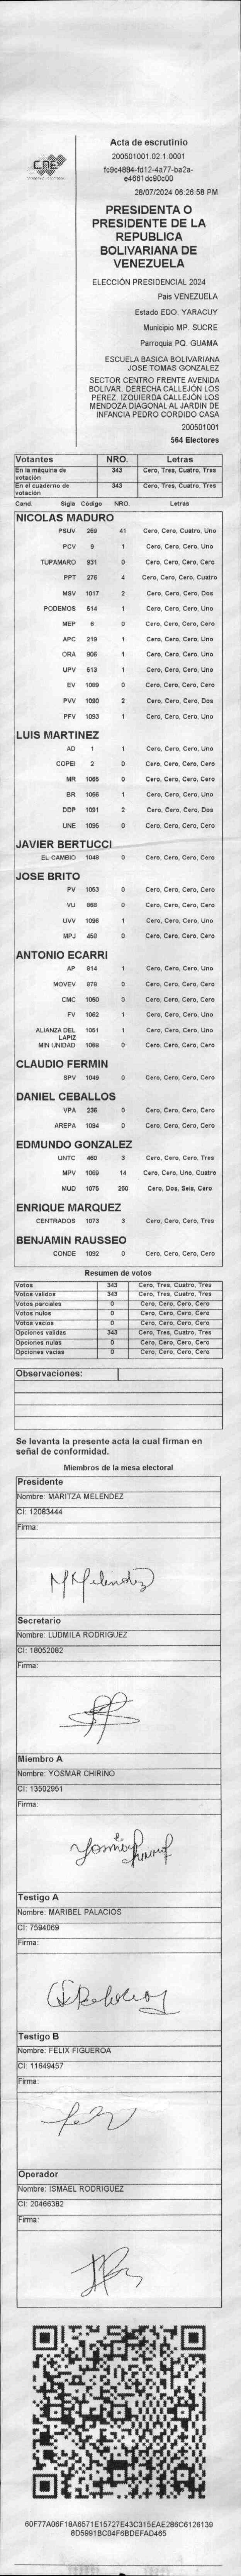 CNE
Acta de escrutinio
200501001.02.1.0001
fc9c4884-fd12-4a77-ba2a-
e4661dc90c00
28/07/2024 06:26:58 PM
PRESIDENTA O
PRESIDENTE DE LA
REPUBLICA
BOLIVARIANA DE
VENEZUELA
ELECCIÓN PRESIDENCIAL 2024
País VENEZUELA
Estado EDO. YARACUY
Municipio MP. SUCRE
Parroquia PQ. GUAMA
ESCUELA BASICA BOLIVARIANA
JOSE TOMAS GONZALEZ
SECTOR CENTRO FRENTE AVENIDA
BOLIVAR. DERECHA CALLEJÓN LOS
PEREZ. IZQUIERDA CALLEJÓN LOS
MENDOZA DIAGONAL AL JARDIN DE
INFANCIA PEDRO CORDIDO CASA
200501001
564 Electores
Votantes NRO. Letras
En la máquina de votación 343 Cero, Tres, Cuatro, Tres
En el cuaderno de votación 343 Cero, Tres, Cuatro, Tres
Cand. Sigla Código NRO. Letras
NICOLAS MADURO
PSUV 269 41 Cero, Cero, Cuatro, Uno
PCV 9 1 Cero, Cero, Cero, Uno
TUPAMARO 931 0 Cero, Cero, Cero, Cero
PPT 276 4 Cero, Cero, Cero, Cuatro
MSV 1017 2 Cero, Cero, Cero, Dos
PODEMOS 514 1 Cero, Cero, Cero, Uno
MEP 6 0 Cero, Cero, Cero, Cero
APC 219 1 Cero, Cero, Cero, Uno
ORA 906 1 Cero, Cero, Cero, Uno
UPV 513 1 Cero, Cero, Cero, Uno
EV 1089 0 Cero, Cero, Cero, Cero
PVV 1090 2 Cero, Cero, Cero, Dos
PFV 1093 1 Cero, Cero, Cero, Uno
LUIS MARTINEZ
AD 1 1 Cero, Cero, Cero, Uno
COPEI 2 0 Cero, Cero, Cero, Cero
MR 1065 0 Cero, Cero, Cero, Cero
BR 1066 1 Cero, Cero, Cero, Uno
DDP 1091 2 Cero, Cero, Cero, Dos
UNE 1095 0 Cero, Cero, Cero, Cero
JAVIER BERTUCCI
EL CAMBIO 1048 0 Cero, Cero, Cero, Cero
JOSE BRITO
PV 1053 0 Cero, Cero, Cero, Cero
VU 868 0 Cero, Cero, Cero, Cero
UVV 1096 1 Cero, Cero, Cero, Uno
MPJ 450 0 Cero, Cero, Cero, Cero
ANTONIO ECARRI
AP 814 1 Cero, Cero, Cero, Uno
MOVEV 878 0 Cero, Cero, Cero, Cero
CMC 1050 0 Cero, Cero, Cero, Cero
FV 1062 1 Cero, Cero, Cero, Uno
ALIANZA DEL LAPIZ 1051 1 Cero, Cero, Cero, Uno
MIN UNIDAD 1069 0 Cero, Cero, Cero, Cero
CLAUDIO FERMIN
SPV 1049 0 Cero, Cero, Cero, Cero
DANIEL CEBALLOS
VPA 236 0 Cero, Cero, Cero, Cero
AREPA 1094 0 Cero, Cero, Cero, Cero
EDMUNDO GONZALEZ
UNTC 460 3 Cero, Cero, Cero, Tres
MPV 1069 14 Cero, Cero, Uno, Cuatro
MUD 1075 260 Cero, Dos, Seis, Cero
ENRIQUE MARQUEZ
CENTRADOS 1073 3 Cero, Cero, Cero, Tres
BENJAMIN RAUSSEO
CONDE 1092 0 Cero, Cero, Cero, Cero
Resumen de votos
Votos 343 Cero, Tres, Cuatro, Tres
Votos validos 343 Cero, Tres, Cuatro, Tres
Votos parciales 0 Cero, Cero, Cero, Cero
Votos nulos 0 Cero, Cero, Cero, Cero
Votos vacios 0 Cero, Cero, Cero, Cero
Opciones validas 343 Cero, Tres, Cuatro, Tres
Opciones nulas 0 Cero, Cero, Cero, Cero
Opciones vacias 0 Cero, Cero, Cero, Cero
Observaciones:
Se levanta la presente acta la cual firman en
señal de conformidad.
Miembros de la mesa electoral
Presidente
Nombre: MARITZA MELENDEZ
CI: 12083444
Firma:
Secretario
Nombre: LUDMILA RODRIGUEZ
CI: 18052082
Firma:
Miembro A
Nombre: YOSMAR CHIRINO
CI: 13502951
Firma:
Testigo A
Nombre: MARIBEL PALACIOS
CI: 7594069
Firma:
Testigo B
Nombre: FELIX FIGUEROA
CI: 11649457
Firma:
Operador
Nombre: ISMAEL RODRIGUEZ
CI: 20466382
Firma:
60F77A06F18A6571E15727E43C315EAE286C6126139
8D5991BC04F6BDEFAD465